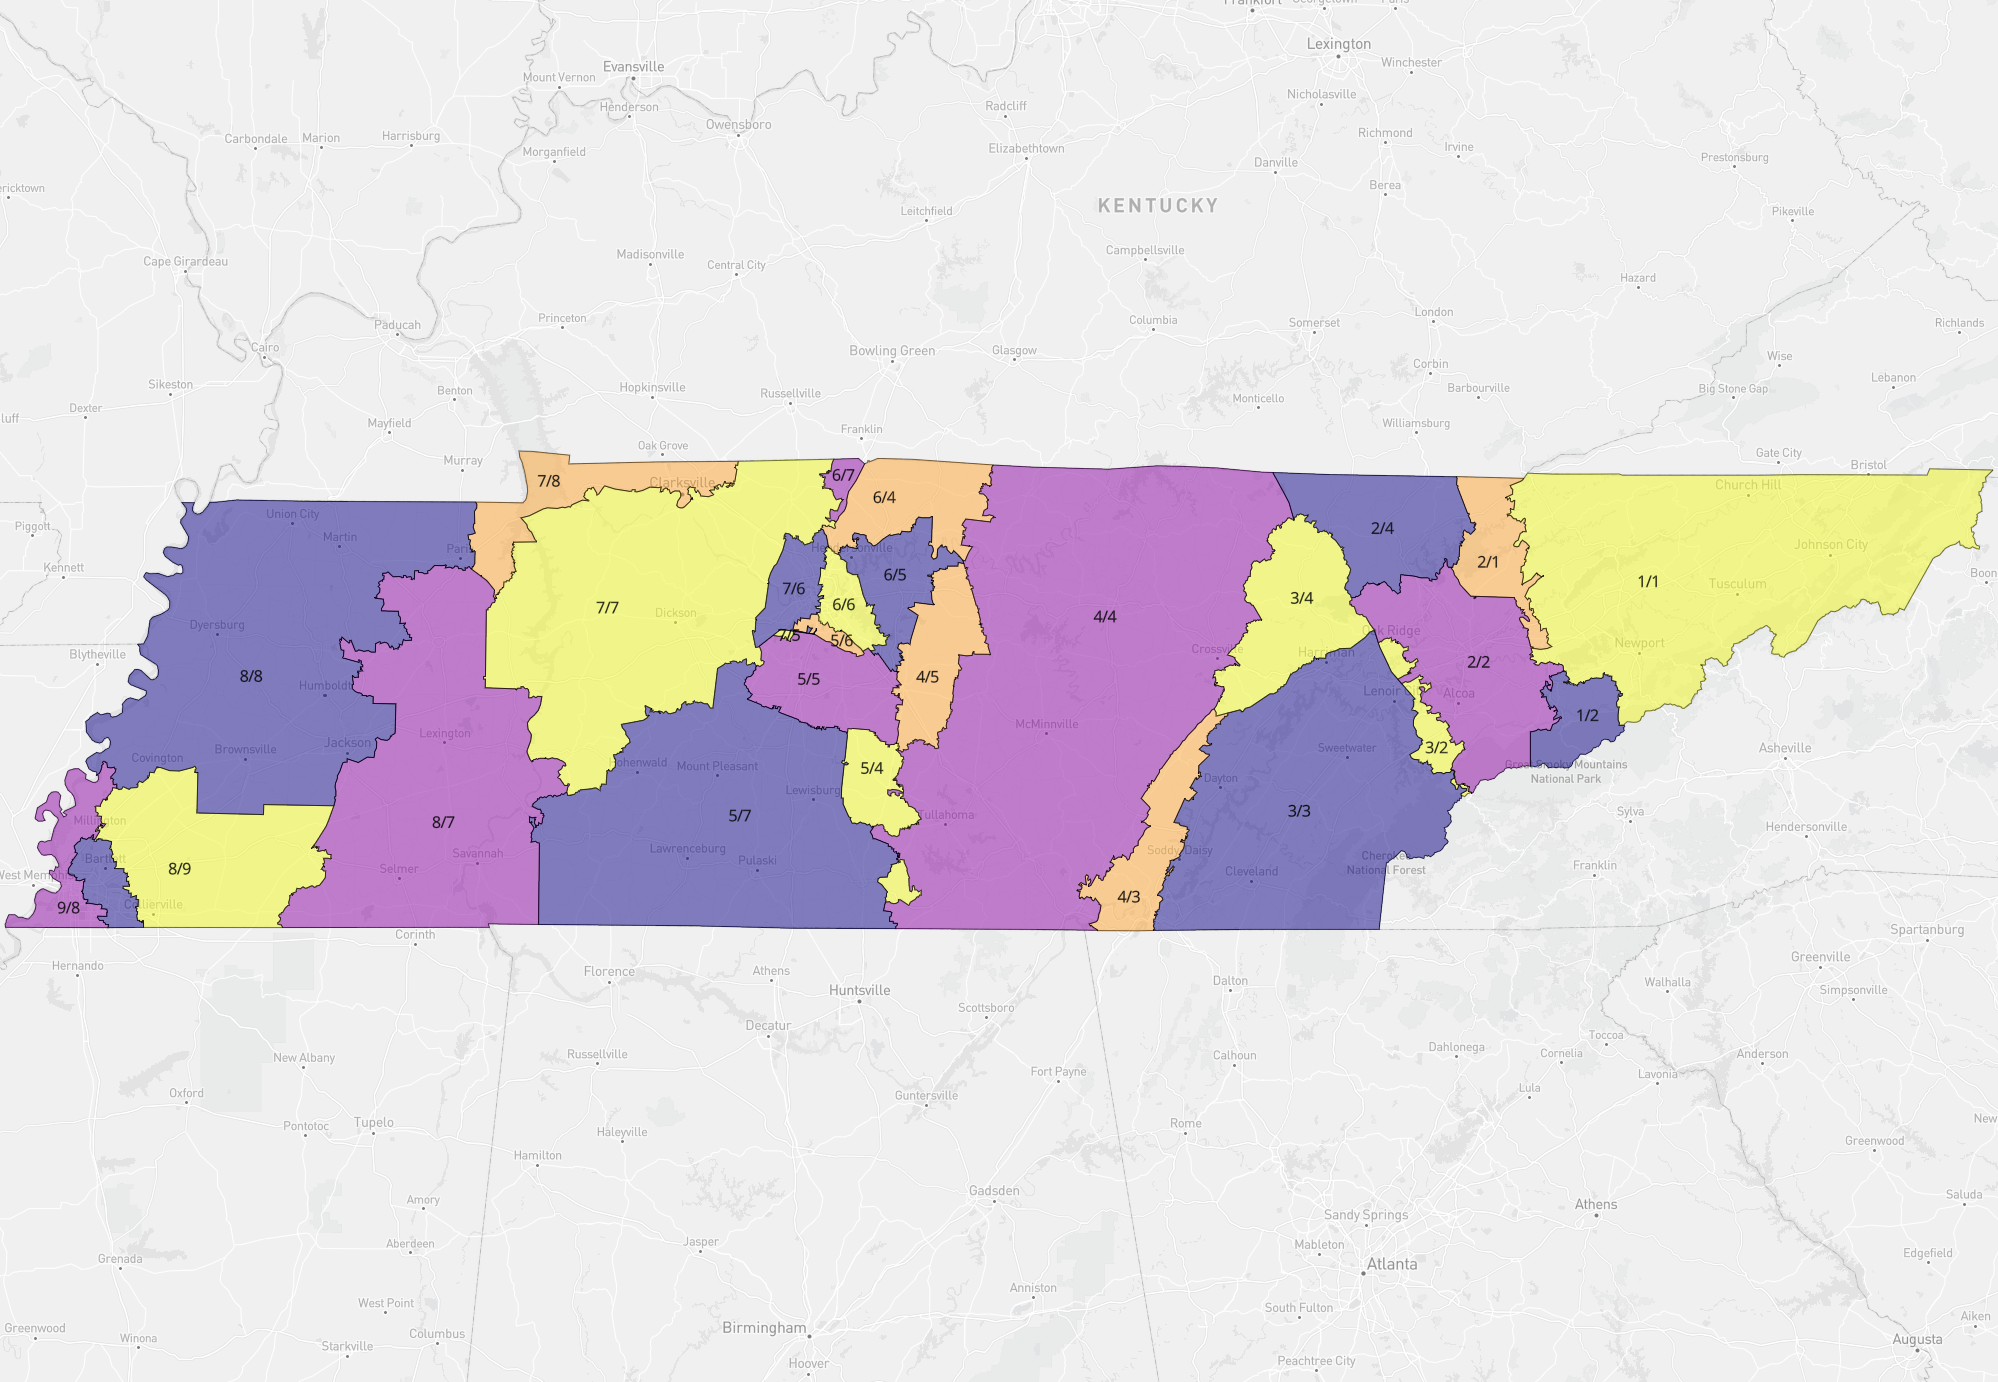 Frankfort
Georgetown
Paris
Lexington
Evansville
Winchester
Mount Vernon
Henderson
Nicholasville
Radcliff
Owensboro
Richmond
Carbondale
Marion
Harrisburg
Irvine
Elizabethtown
Morganfield
Danville
Prestonsburg
ericktown
Berea
KENTUCKY
Leitchfield
Pikeville
Madisonville
Campbellsville
Cape Girardeau
Central City
Hazard
Princeton
Columbia
Somerset
London
Richlands
Paducah
Cairo
Bowling Green
Glasgow
Wise
Corbin
Sikeston
Benton
Hopkinsville
Russellville
Barbourville
Big Stone Gap
Lebanon
Dexter
Monticello
luff
Mayfield
Franklin
Williamsburg
Oak Grove
Murray
Gate City
Bristol
7/8
Clarksville
6/7
6/4
Church Hill
Union City
Piggott
Martin
2/4
Paris
Hendersonville
Johnson City
Kennett
6/5
2/1
1/1
Boon
7/6
Tusculum
7/7
Dickson
6/6
3/4
4/4
Dyersburg
7/5
5/6
Oak Ridge
Newport
Blytheville
Crossville
Harriman
2/2
8/8
Humboldt
5/5
4/5
Lenoir
Alcoa
1/2
McMinnville
Lexington
Jackson
Brownsville
Sweetwater
3/2
Asheville
Covington
Hohenwald
Mount Pleasant
5/4
Great Smoky Mountains
National Park
Dayton
Lewisburg
Millington
8/7
5/7
Tullahoma
3/3
Sylva
Hendersonville
Bartlett
Savannah
Lawrenceburg
Pulaski
Soddy-Daisy
Cherokee
National Forest
West Memphis
8/9
Selmer
Cleveland
Franklin
9/8
Collierville
4/3
Corinth
Spartanburg
Hernando
Florence
Athens
Greenville
Huntsville
Dalton
Walhalla
Simpsonville
Scottsboro
Decatur
Toccoa
New Albany
Russellville
Calhoun
Dahlonega
Cornelia
Anderson
Fort Payne
Lavonia
Oxford
Guntersville
Lula
Pontotoc
Tupelo
Haleyville
Rome
New
Greenwood
Hamilton
Amory
Gadsden
Saluda
Athens
Sandy Springs
Aberdeen
Jasper
Mableton
Grenada
Atlanta
Edgefield
Anniston
West Point
South Fulton
Aiken
Greenwood
Winona
Columbus
Birmingham
Augusta
Starkville
Hoover
Peachtree City